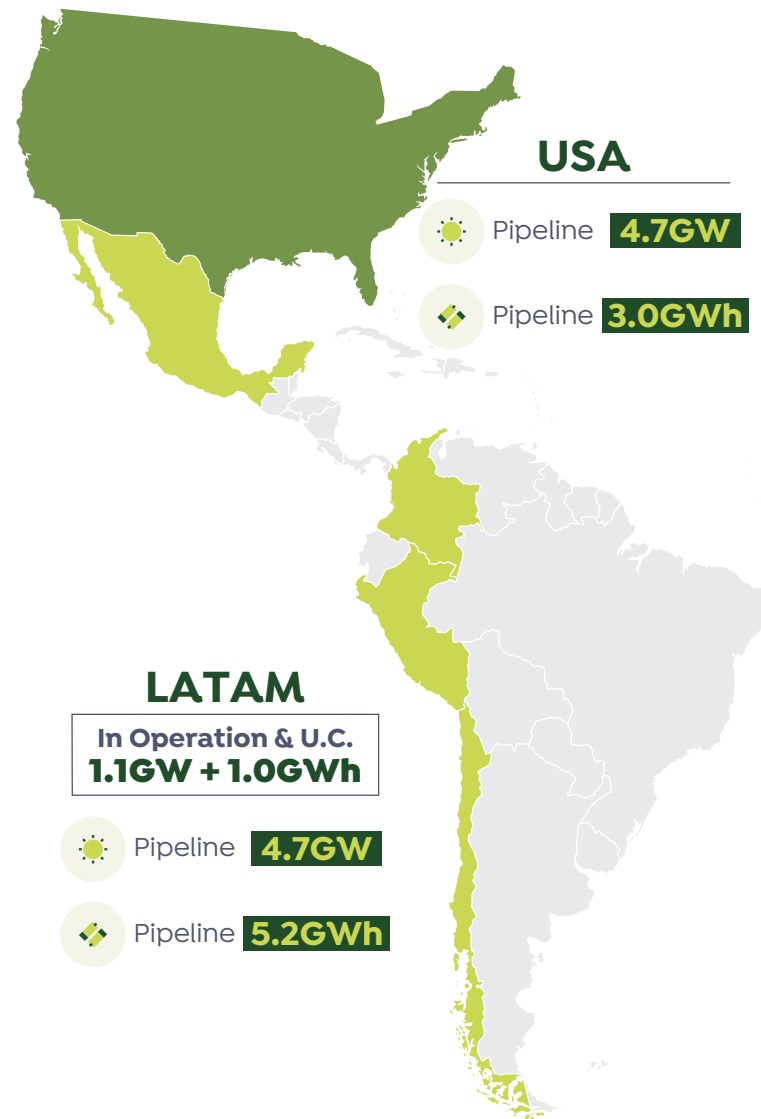 USA
Pipeline 4.7GW
Pipeline 3.0GWh
LATAM
In Operation & U.C.
1.1GW + 1.0GWh
Pipeline 4.7GW
Pipeline 5.2GWh